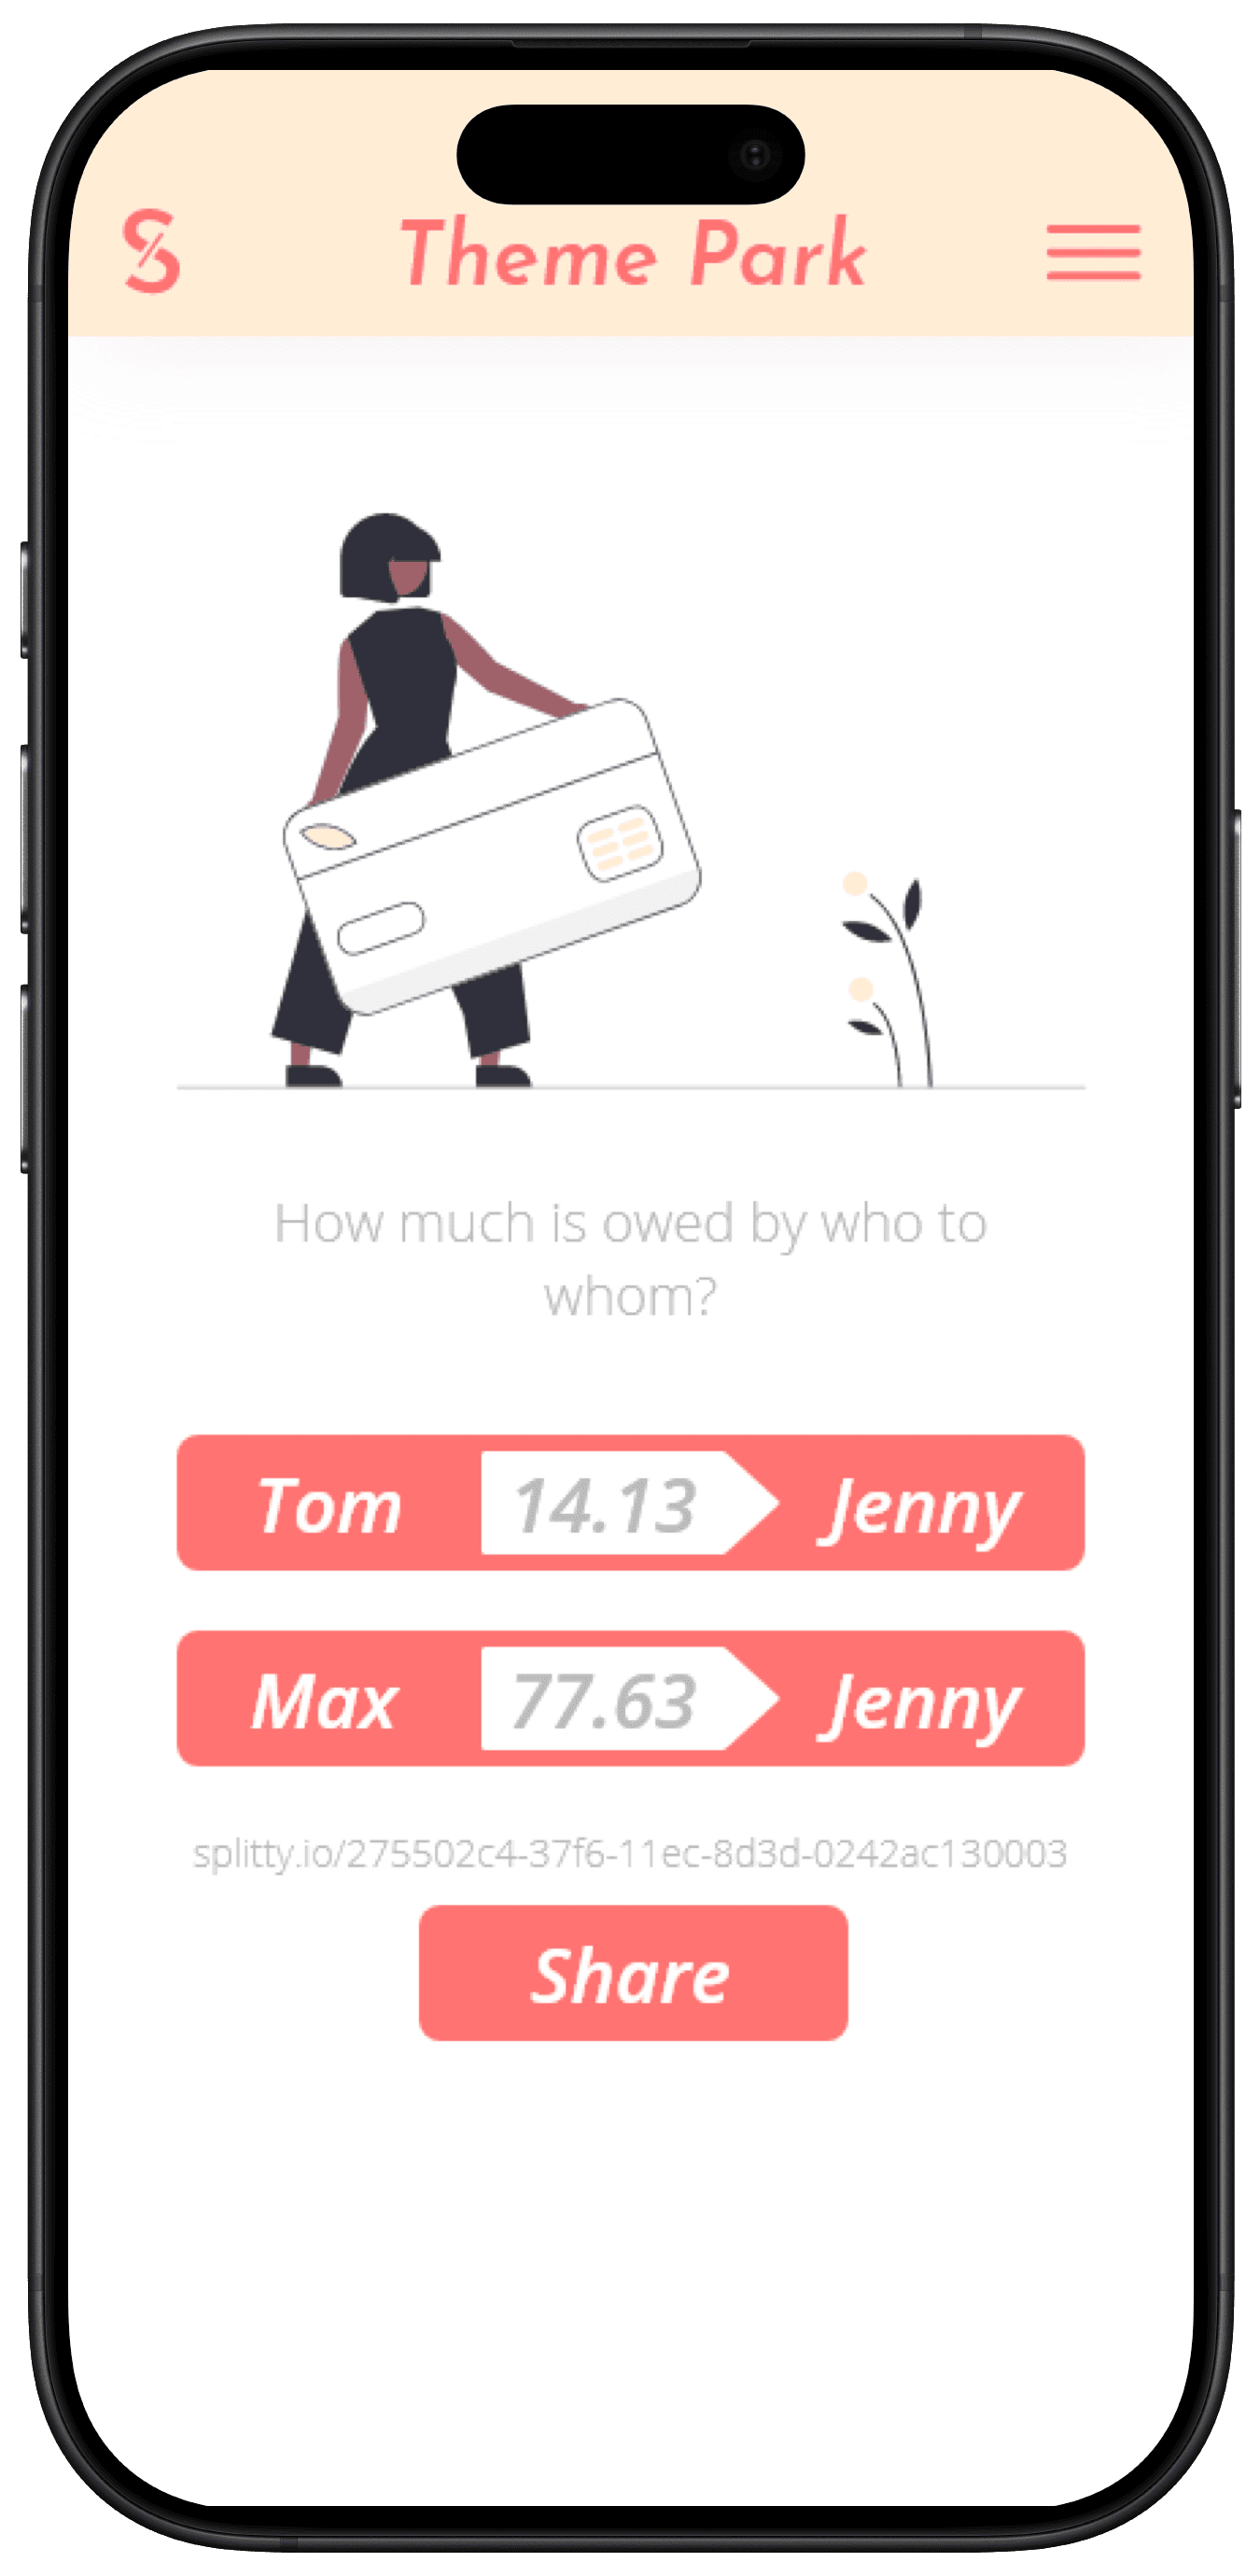 Theme Park
How much is owed by who to
whom?
Tom 14.13 Jenny
Max 77.63 Jenny
splitty.io/275502c4-37f6-11ec-8d3d-0242ac130003
Share